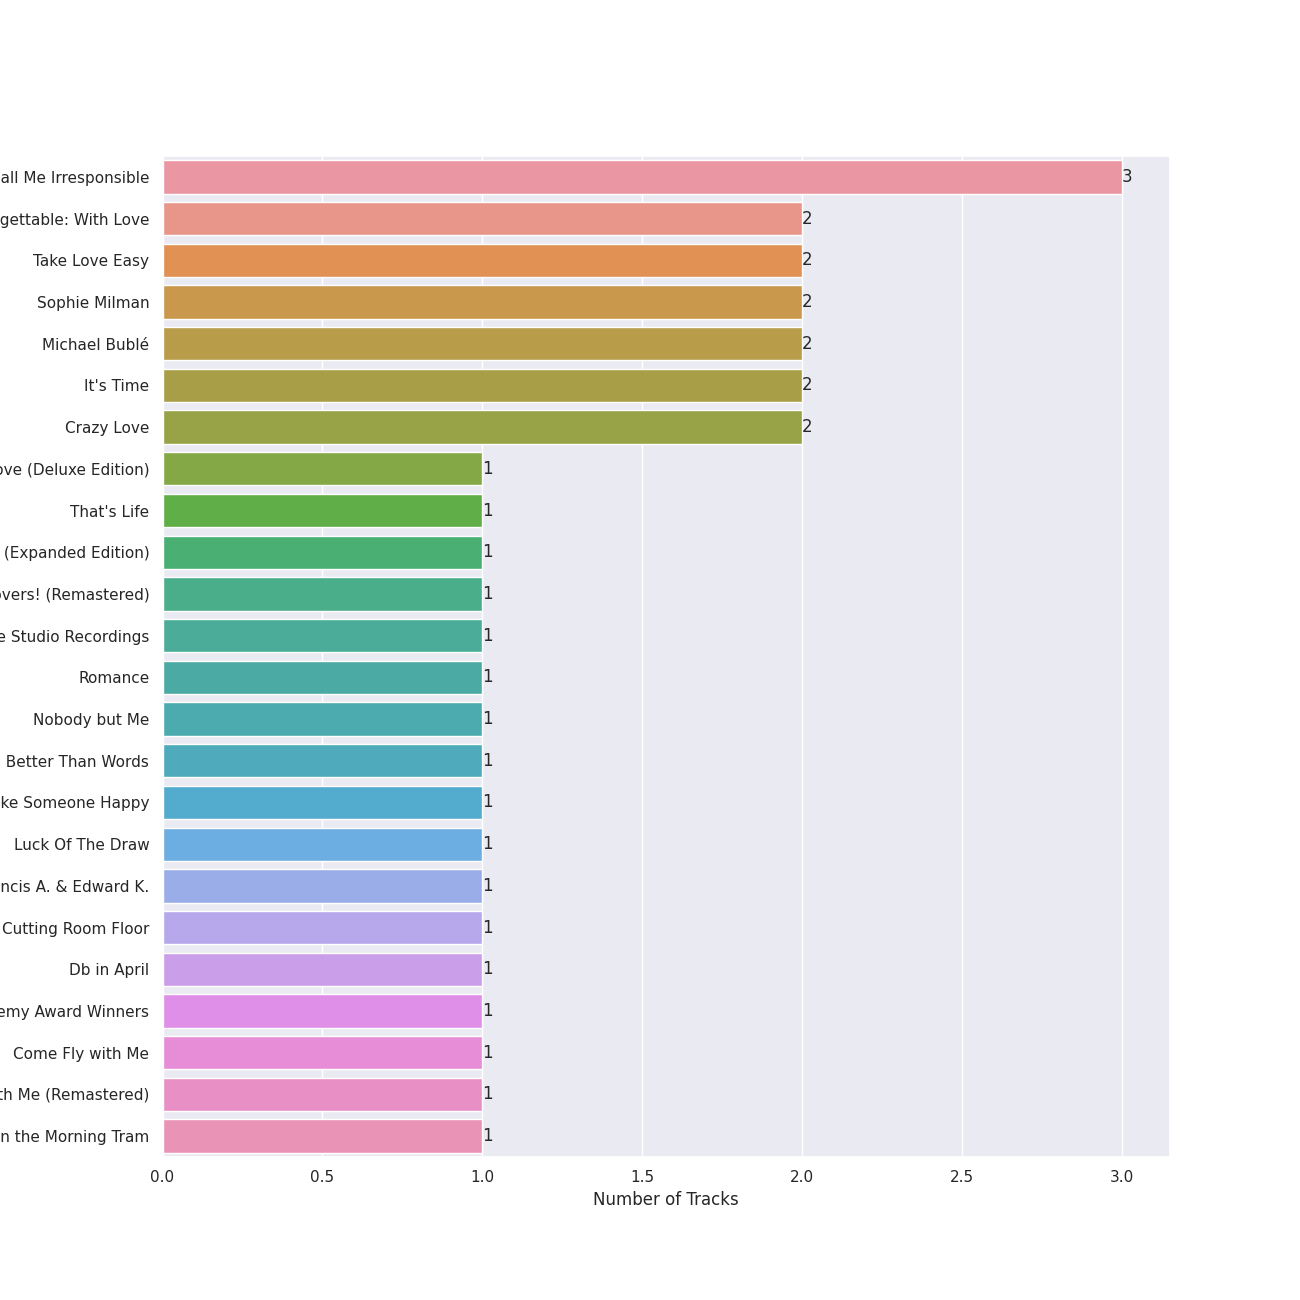 all Me Irresponsible 3
gettable: With Love 2
Take Love Easy 2
Sophie Milman 2
Michael Bublé 2
It's Time 2
Crazy Love 2
ove (Deluxe Edition) 1
That's Life 1
(Expanded Edition) 1
overs! (Remastered) 1
e Studio Recordings 1
Romance 1
Nobody but Me 1
Better Than Words 1
ke Someone Happy 1
Luck Of The Draw 1
ncis A. & Edward K. 1
Cutting Room Floor 1
Db in April 1
emy Award Winners 1
Come Fly with Me 1
th Me (Remastered) 1
n the Morning Tram 1
0.0 0.5 1.0 1.5 2.0 2.5 3.0
Number of Tracks